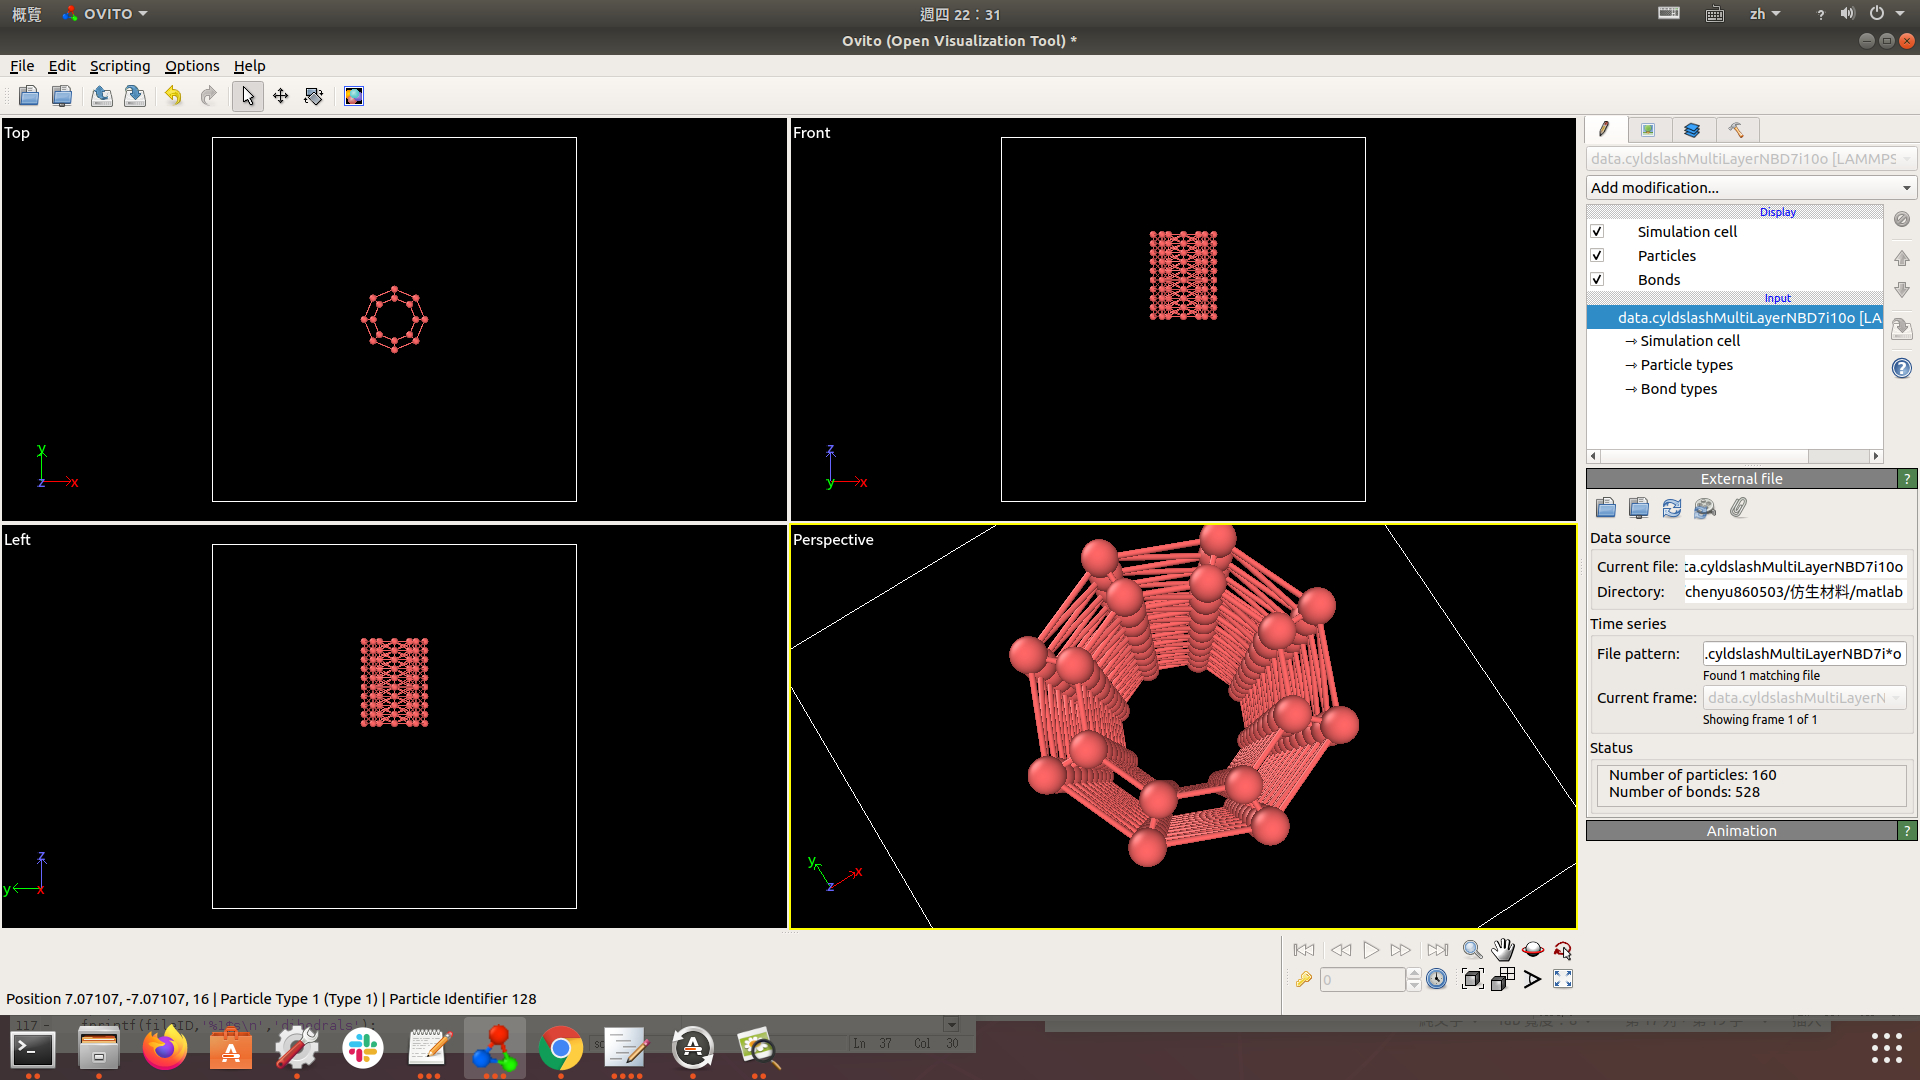 概覽
OVITO
週四 22：31
zh
Ovito (Open Visualization Tool) *
File Edit Scripting Options Help
Top
Front
Left
Perspective
y
z
x
z
y
x
z
y
x
y
z
x
data.cyldslashMultiLayerNBD7i10o [LAMMPS
Add modification...
Display
Simulation cell
Particles
Bonds
Input
data.cyldslashMultiLayerNBD7i10o [LA
→ Simulation cell
→ Particle types
→ Bond types
External file ?
Data source
Current file: ta.cyldslashMultiLayerNBD7i10o
Directory: chenyu860503/仿生材料/matlab
Time series
File pattern: .cyldslashMultiLayerNBD7i*o
Found 1 matching file
Current frame: data.cyldslashMultiLayerN
Showing frame 1 of 1
Status
Number of particles: 160
Number of bonds: 528
Animation ?
0
Position 7.07107, -7.07107, 16 | Particle Type 1 (Type 1) | Particle Identifier 128
117 –
Ln 37 Col 30